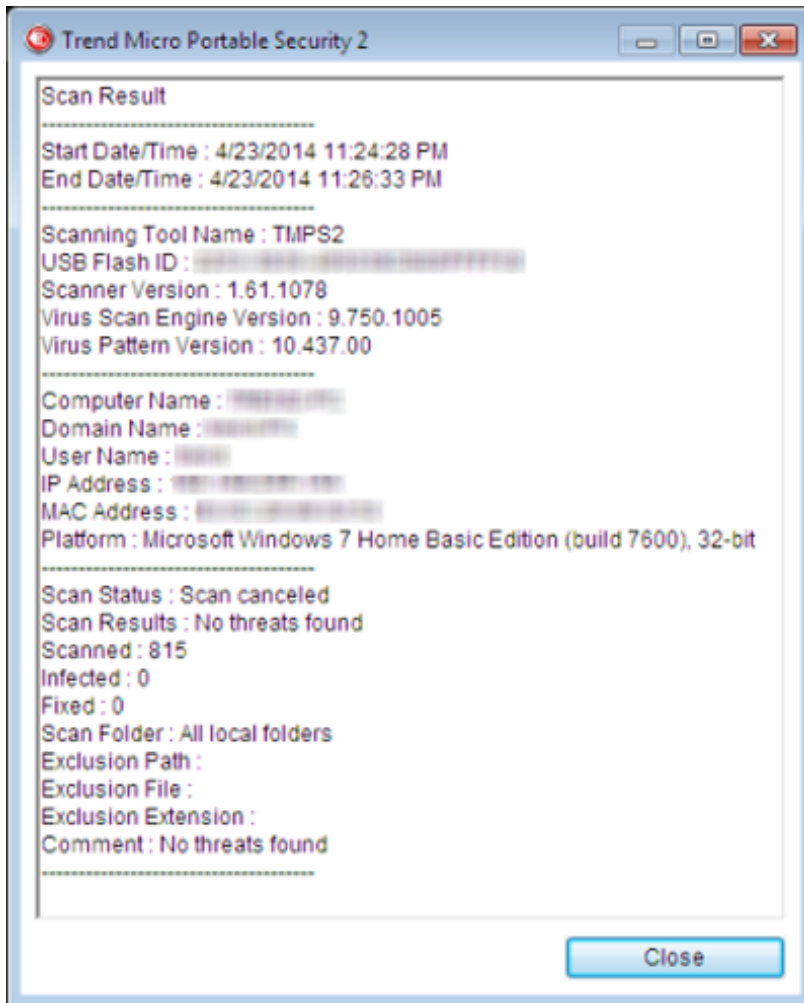 Trend Micro Portable Security 2
Scan Result
-------------------------------------
Start Date/Time : 4/23/2014 11:24:28 PM
End Date/Time : 4/23/2014 11:26:33 PM
-------------------------------------
Scanning Tool Name : TMPS2
USB Flash ID :
Scanner Version : 1.61.1078
Virus Scan Engine Version : 9.750.1005
Virus Pattern Version : 10.437.00
-------------------------------------
Computer Name :
Domain Name :
User Name :
IP Address :
MAC Address :
Platform : Microsoft Windows 7 Home Basic Edition (build 7600), 32-bit
-------------------------------------
Scan Status : Scan canceled
Scan Results : No threats found
Scanned : 815
Infected : 0
Fixed : 0
Scan Folder : All local folders
Exclusion Path :
Exclusion File :
Exclusion Extension :
Comment : No threats found
-------------------------------------
Close